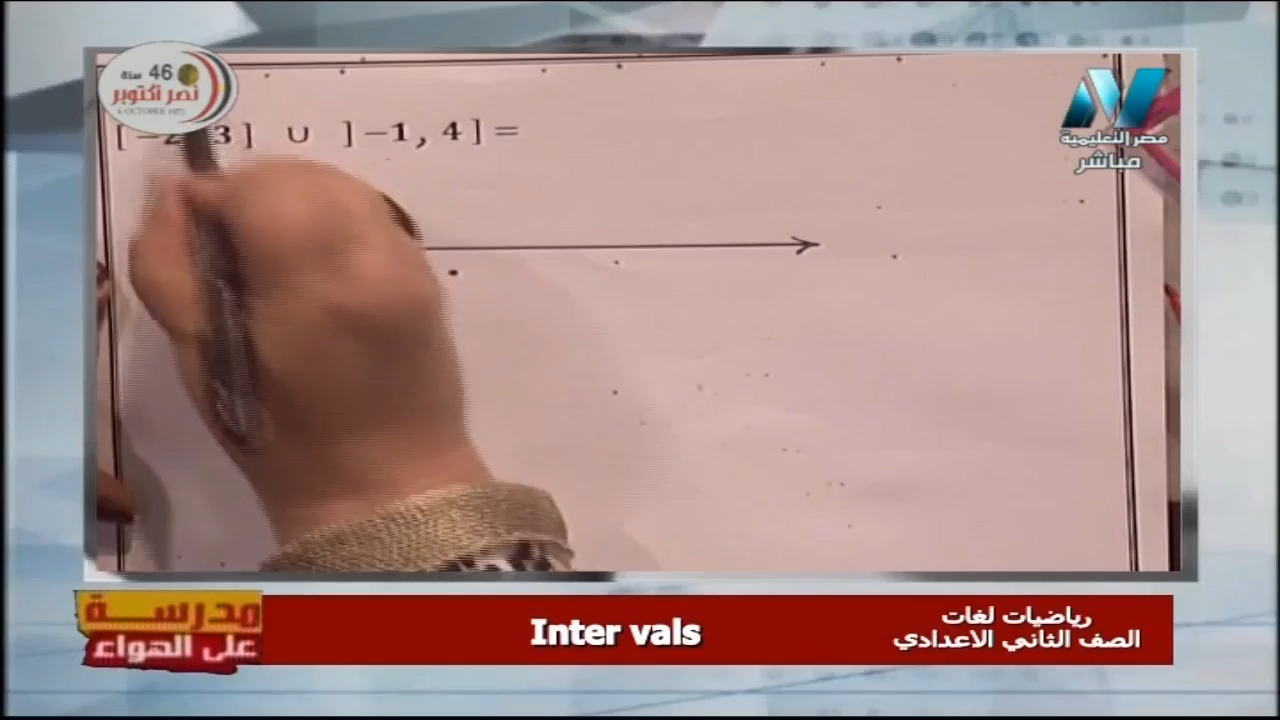 46 سنة
نصر أكتوبر
6 OCTOBER 1973
مصر التعليمية
مباشر
[−2, 3] ∪ ]−1, 4] =
مدرسة
على الهواء
Inter vals
رياضيات لغات
الصف الثاني الاعدادي